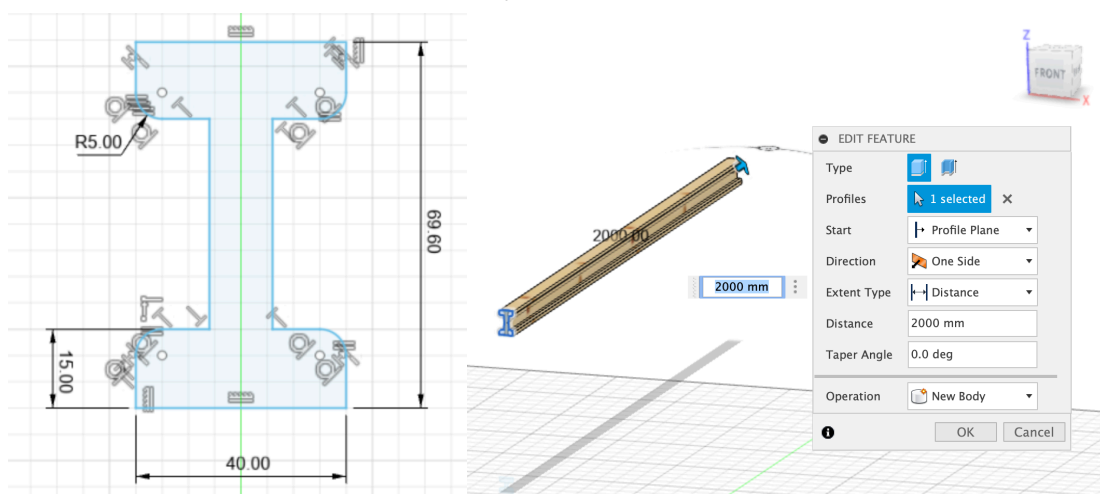 R5.00
69.60
15.00
40.00
2000.00
2000 mm
Z
FRONT
X
EDIT FEATURE
Type
Profiles
1 selected
Start
Profile Plane
Direction
One Side
Extent Type
Distance
Distance
2000 mm
Taper Angle
0.0 deg
Operation
New Body
OK
Cancel